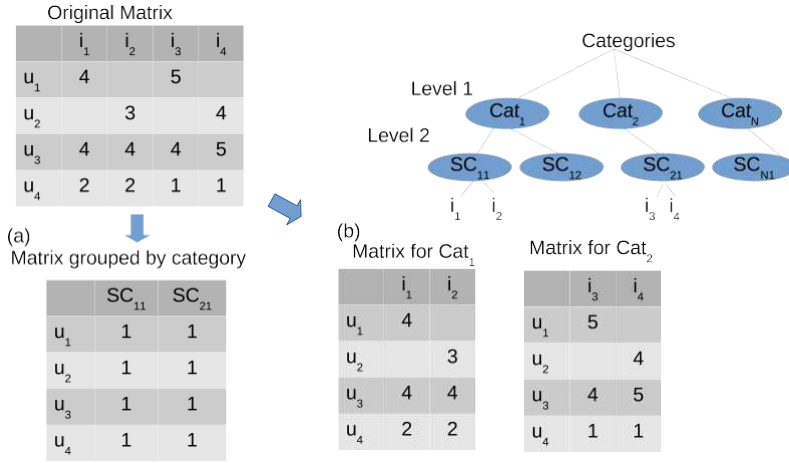 Original Matrix
i1 i2 i3 i4
u1 4 5
u2 3 4
u3 4 4 4 5
u4 2 2 1 1
Categories
Level 1
Cat1 Cat2 CatN
Level 2
SC11 SC12 SC21 SCN1
i1 i2 i3 i4
(a)
Matrix grouped by category
SC11 SC21
u1 1 1
u2 1 1
u3 1 1
u4 1 1
(b)
Matrix for Cat1
i1 i2
u1 4
u2 3
u3 4 4
u4 2 2
Matrix for Cat2
i3 i4
u1 5
u2 4
u3 4 5
u4 1 1